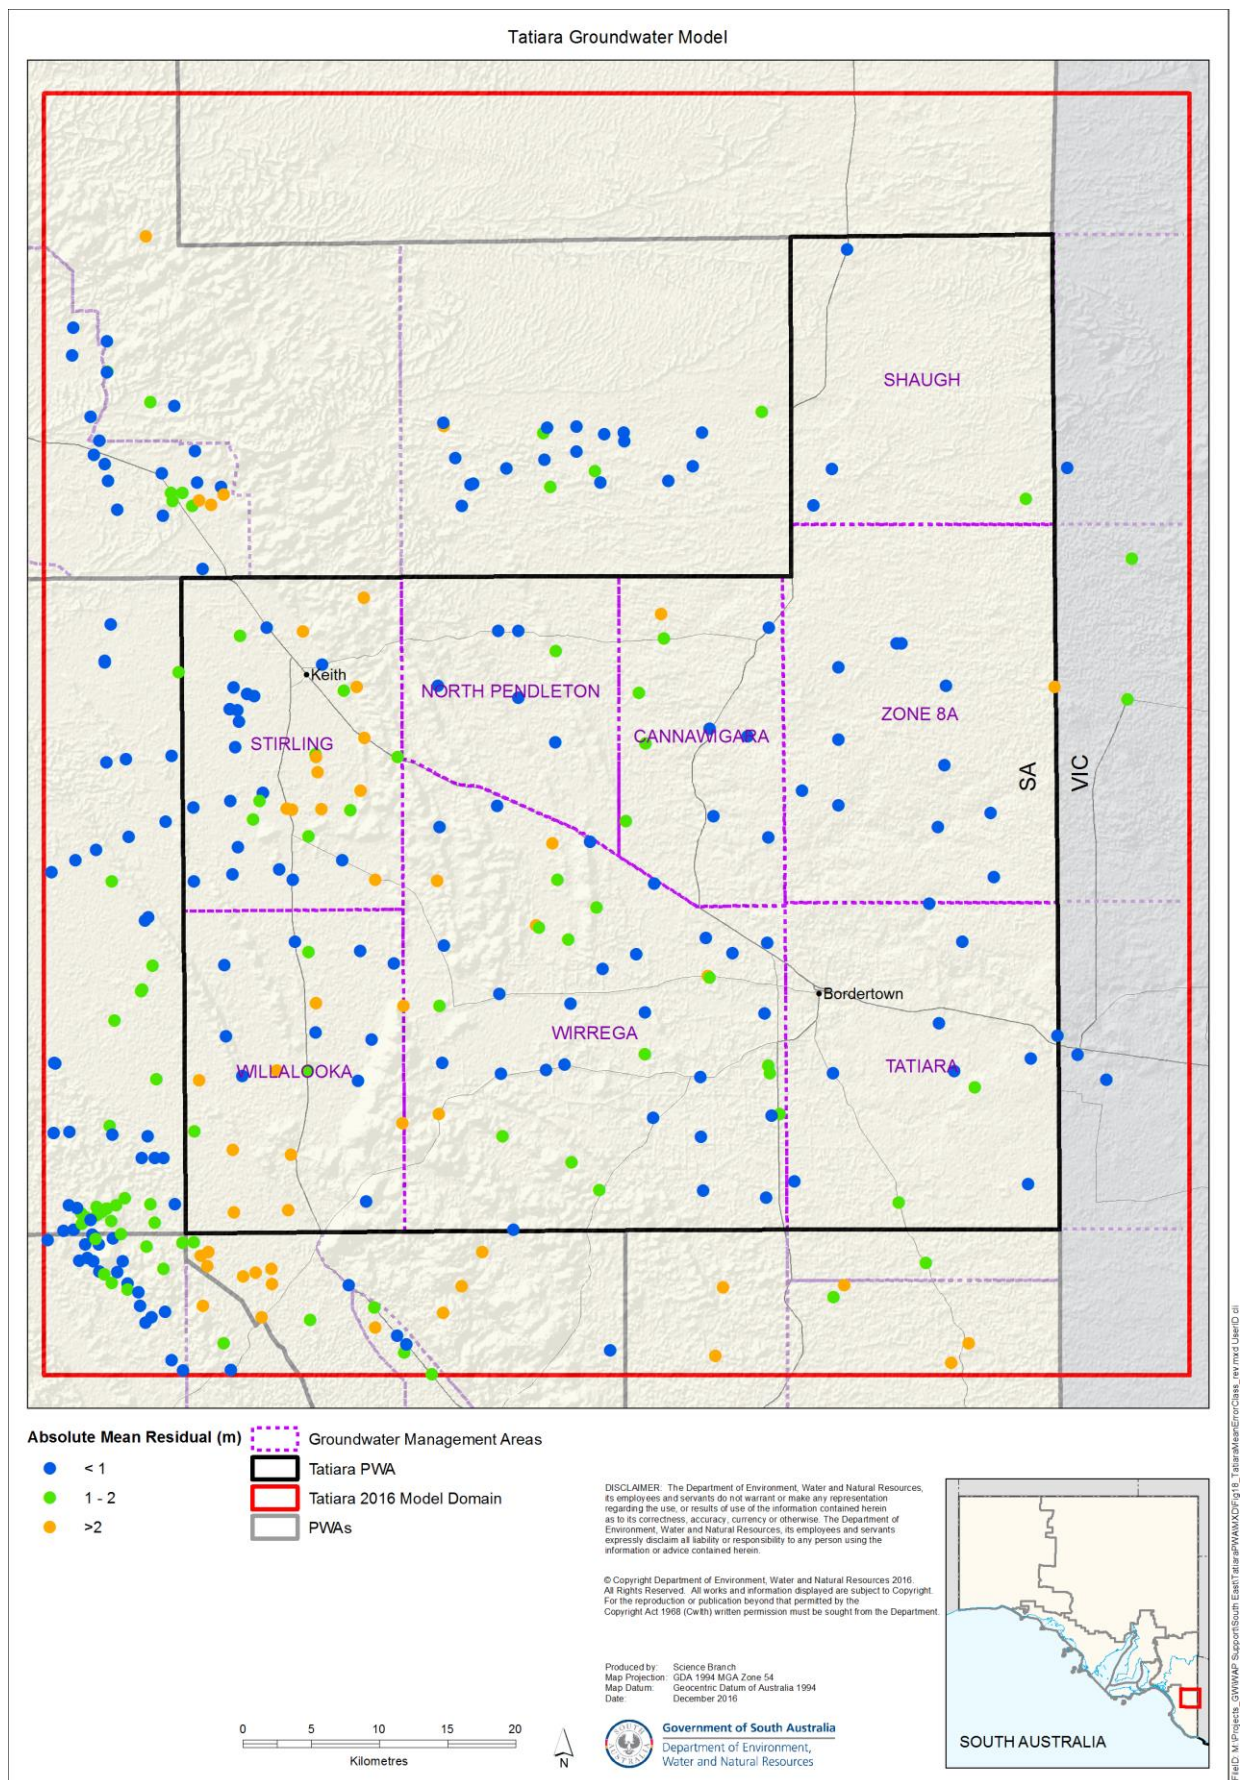 Tatiara Groundwater Model
SHAUGH
Keith
NORTH PENDLETON
ZONE 8A
CANNAWIGARA
STIRLING
SA
VIC
Bordertown
WIRREGA
WILLALOOKA
TATIARA
Absolute Mean Residual (m)
< 1
1 - 2
>2
Groundwater Management Areas
Tatiara PWA
Tatiara 2016 Model Domain
PWAs
DISCLAIMER: The Department of Environment, Water and Natural Resources,
its employees and servants do not warrant or make any representation
regarding the use, or results of use of the information contained herein
as to its correctness, accuracy, currency or otherwise. The Department of
Environment, Water and Natural Resources, its employees and servants
expressly disclaim all liability or responsibility to any person using the
information or advice contained herein.
© Copyright Department of Environment, Water and Natural Resources 2016.
All Rights Reserved. All works and information displayed are subject to Copyright.
For the reproduction or publication beyond that permitted by the
Copyright Act 1968 (Cwlth) written permission must be sought from the Department.
Produced by: Science Branch
Map Projection: GDA 1994 MGA Zone 54
Map Datum: Geocentric Datum of Australia 1994
Date: December 2016
0 5 10 15 20
Kilometres
N
SOUTH AUSTRALIA
Government of South Australia
Department of Environment,
Water and Natural Resources
SOUTH AUSTRALIA